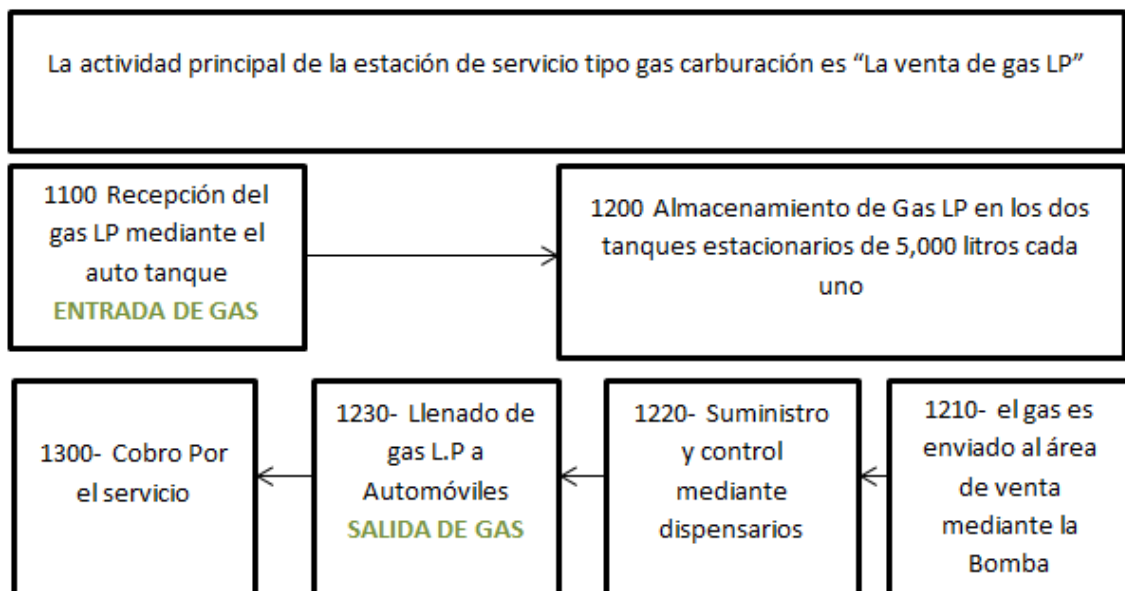 La actividad principal de la estación de servicio tipo gas carburación es “La venta de gas LP”
1100 Recepción del
gas LP mediante el
auto tanque
ENTRADA DE GAS
1200 Almacenamiento de Gas LP en los dos
tanques estacionarios de 5,000 litros cada
uno
1300- Cobro Por
el servicio
1230- Llenado de
gas L.P a
Automóviles
SALIDA DE GAS
1220- Suministro
y control
mediante
dispensarios
1210- el gas es
enviado al área
de venta
mediante la
Bomba